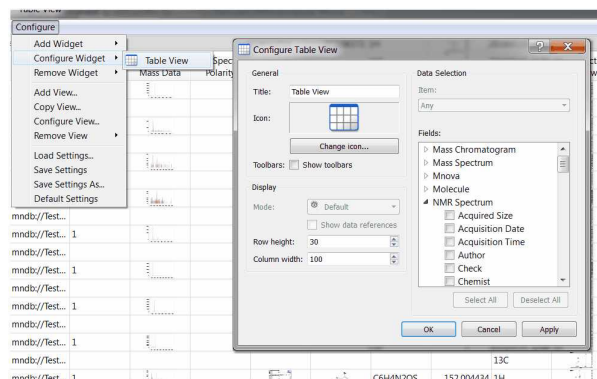 Table View
Configure
Add Widget
Configure Widget
Table View
Remove Widget
Mass Data
Polarity
Add View...
Copy View...
Configure View...
Remove View
Load Settings...
Save Settings
Save Settings As...
Default Settings
Configure Table View
General
Title: Table View
Icon:
Change icon...
Toolbars: Show toolbars
Display
Mode: Default
Show data references
Row height: 30
Column width: 100
Data Selection
Item:
Any
Fields:
Mass Chromatogram
Mass Spectrum
Mnova
Molecule
NMR Spectrum
Acquired Size
Acquisition Date
Acquisition Time
Author
Check
Chemist
Select All Deselect All
OK Cancel Apply
mndb://Test...
mndb://Test... 1
mndb://Test...
mndb://Test... 1
mndb://Test...
mndb://Test... 1
mndb://Test...
mndb://Test... 1
mndb://Test... 13C
mndb://Test... 1 C6H4N2OS 152.004434 1H